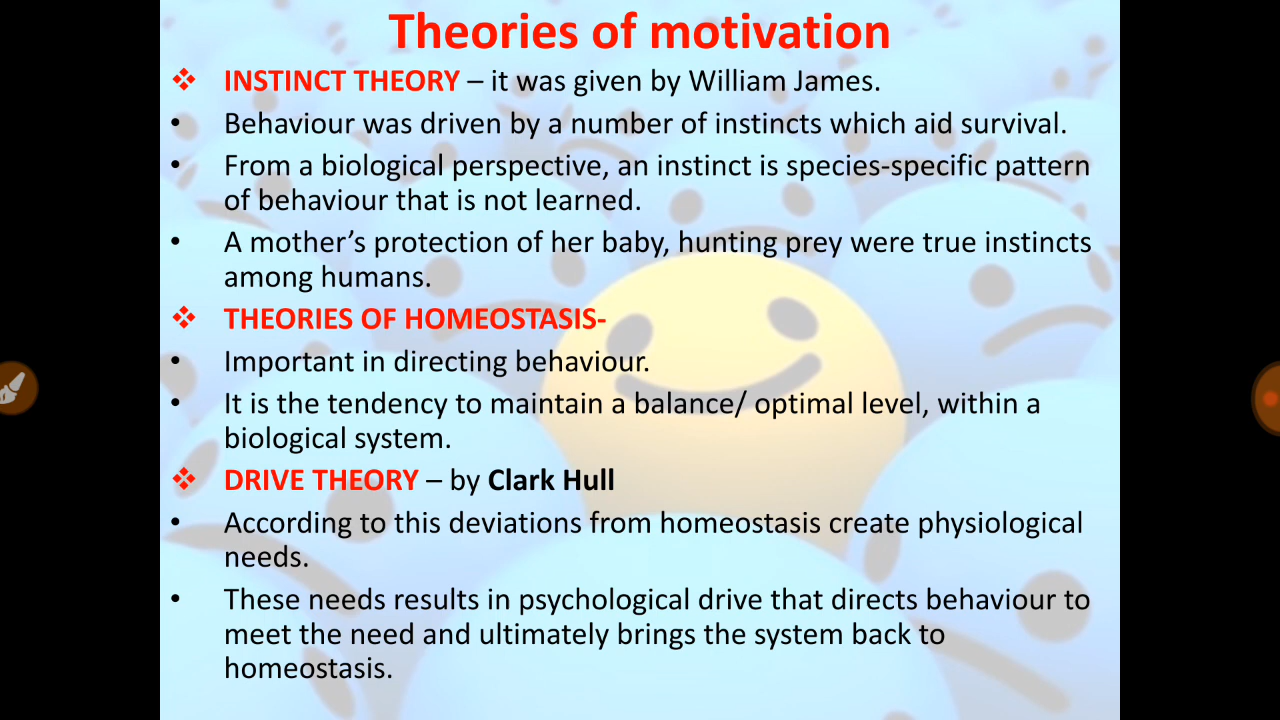 Theories of motivation
❖ INSTINCT THEORY – it was given by William James.
• Behaviour was driven by a number of instincts which aid survival.
• From a biological perspective, an instinct is species-specific pattern
of behaviour that is not learned.
• A mother’s protection of her baby, hunting prey were true instincts
among humans.
❖ THEORIES OF HOMEOSTASIS-
• Important in directing behaviour.
• It is the tendency to maintain a balance/ optimal level, within a
biological system.
❖ DRIVE THEORY – by Clark Hull
• According to this deviations from homeostasis create physiological
needs.
• These needs results in psychological drive that directs behaviour to
meet the need and ultimately brings the system back to
homeostasis.